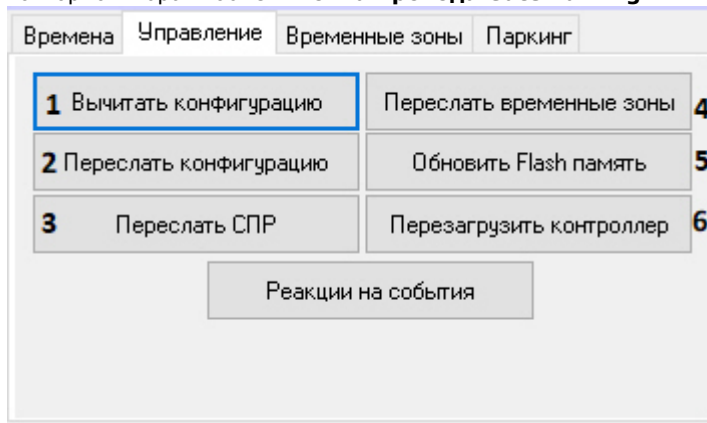 Времена Управление Временные зоны Паркинг
1 Вычитать конфигурацию Переслать временные зоны 4
2 Переслать конфигурацию Обновить Flash память 5
3 Переслать СПР Перезагрузить контроллер 6
Реакции на события